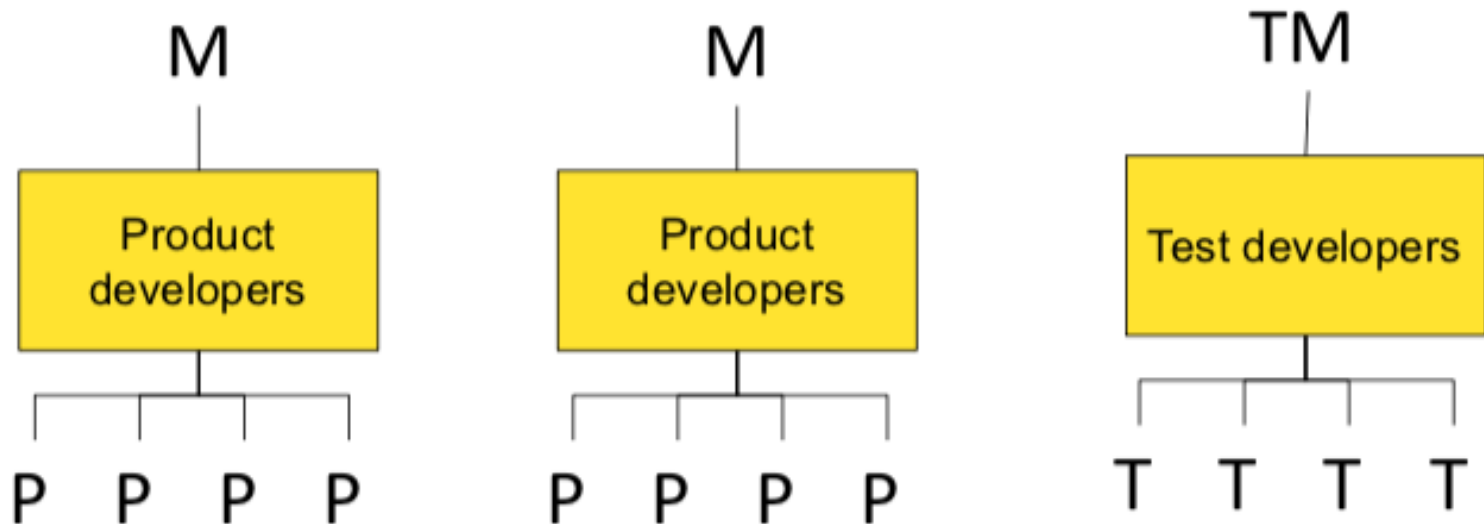 M
M
TM
Product
developers
Product
developers
Test developers
P P P P
P P P P
T T T T